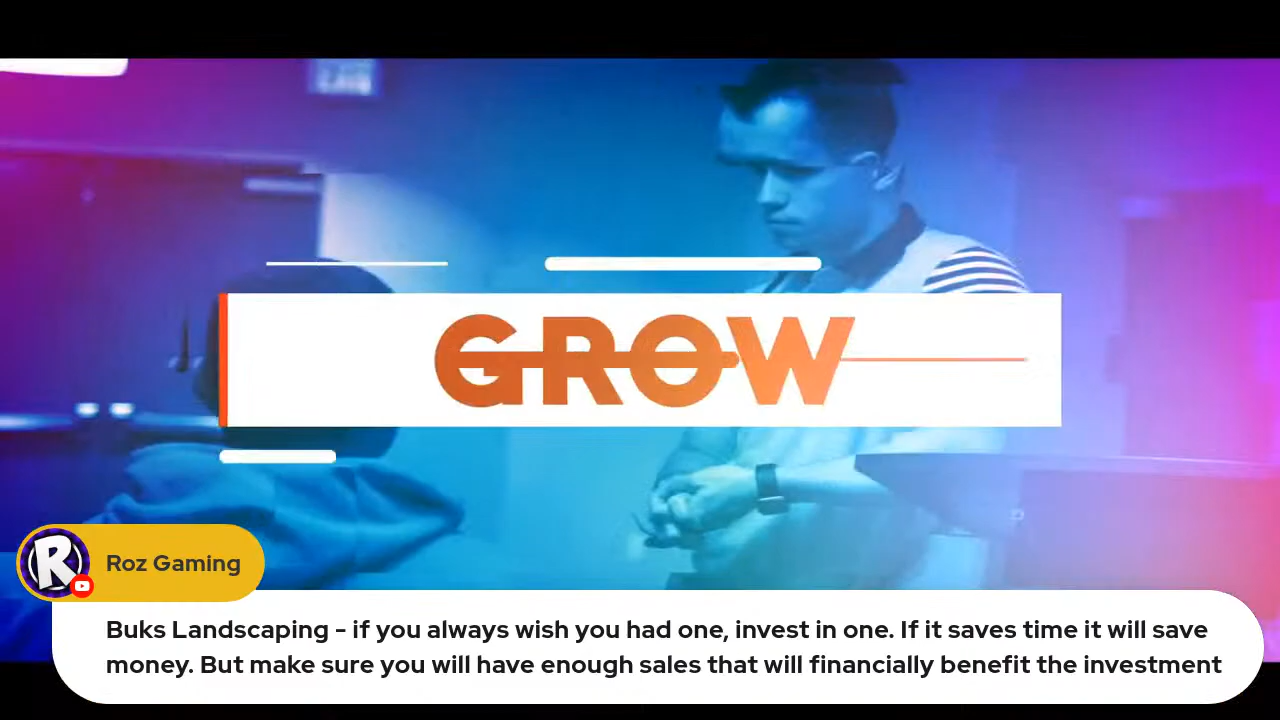 GROW
R
Roz Gaming
Buks Landscaping - if you always wish you had one, invest in one. If it saves time it will save
money. But make sure you will have enough sales that will financially benefit the investment